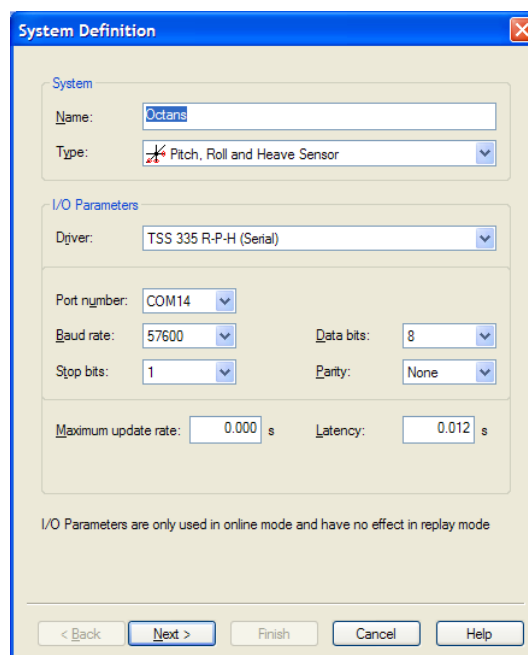 System Definition
System
Name: Octans
Type: Pitch, Roll and Heave Sensor
I/O Parameters
Driver: TSS 335 R-P-H (Serial)
Port number: COM14
Baud rate: 57600 Data bits: 8
Stop bits: 1 Parity: None
Maximum update rate: 0.000 s Latency: 0.012 s
I/O Parameters are only used in online mode and have no effect in replay mode
< Back Next > Finish Cancel Help